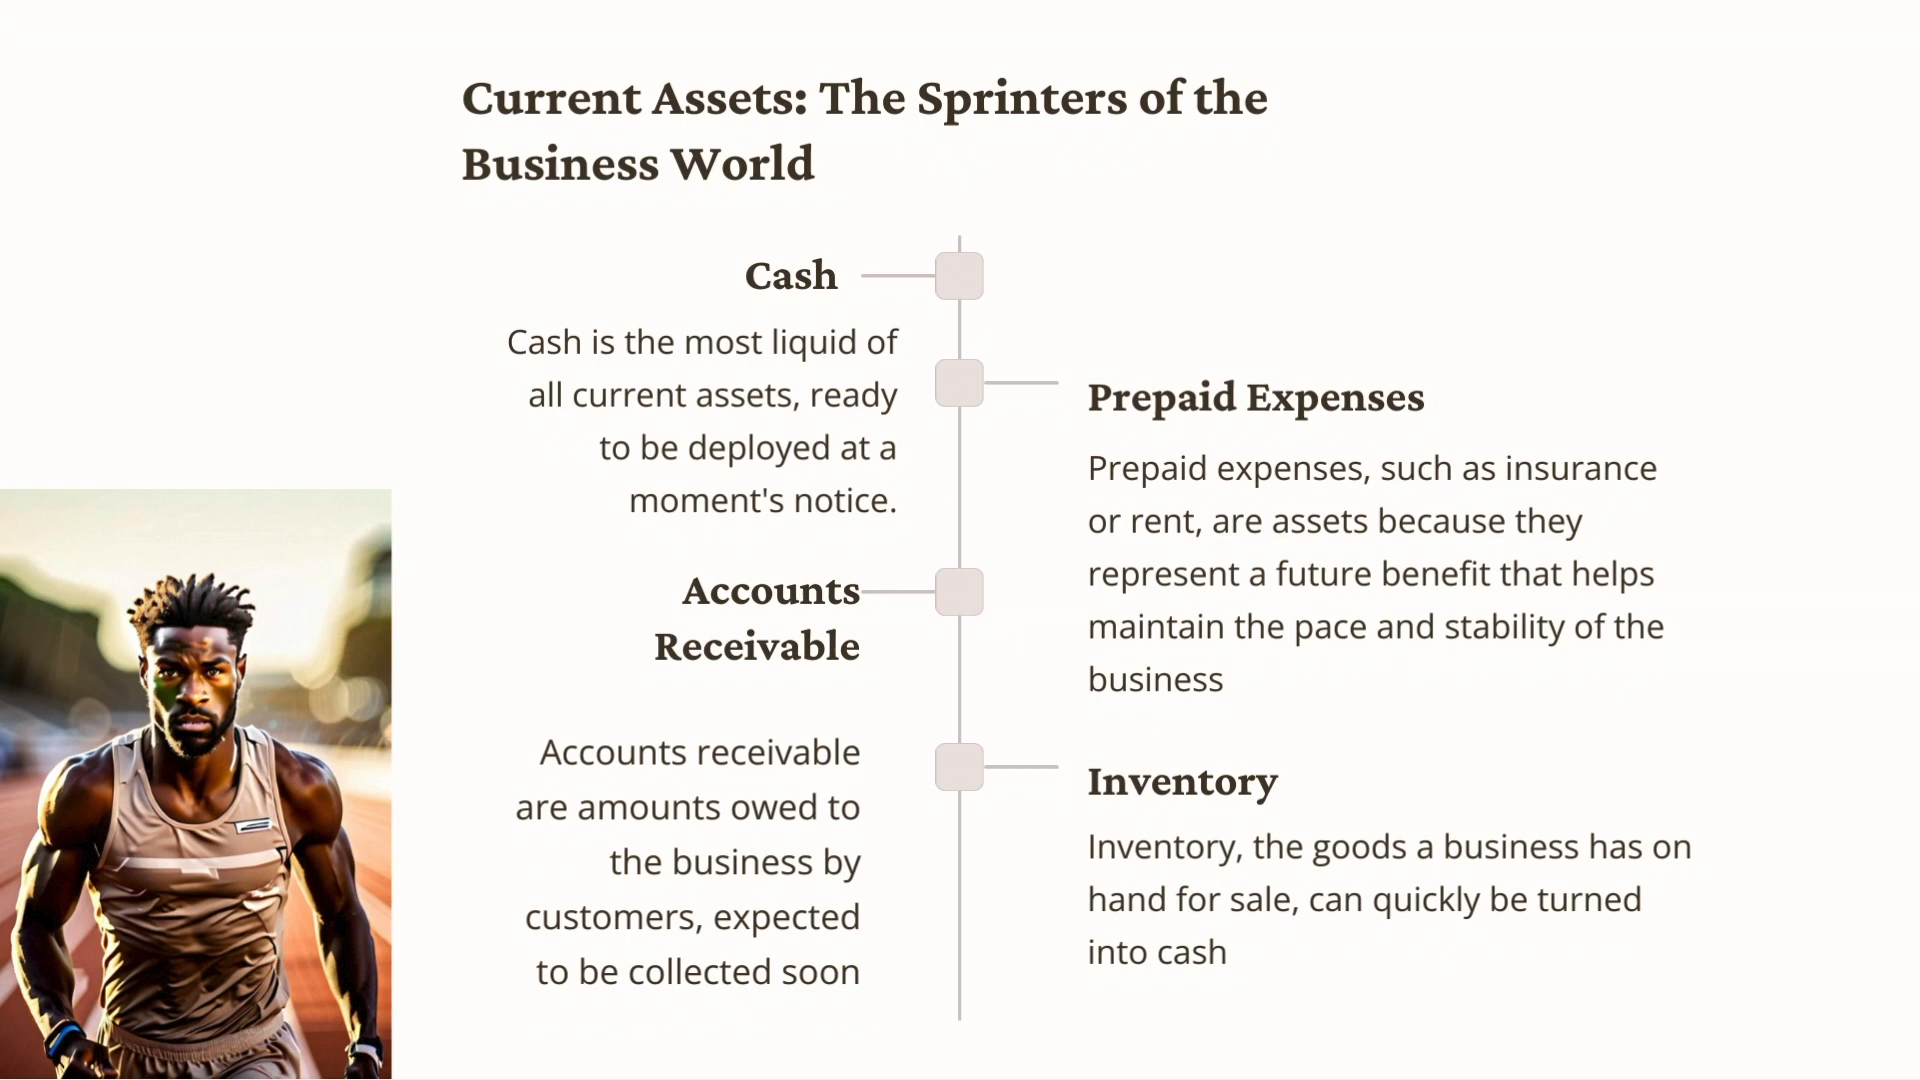 Current Assets: The Sprinters of the
Business World
Cash
Cash is the most liquid of
all current assets, ready
to be deployed at a
moment's notice.
Prepaid Expenses
Prepaid expenses, such as insurance
or rent, are assets because they
represent a future benefit that helps
maintain the pace and stability of the
business
Accounts
Receivable
Accounts receivable
are amounts owed to
the business by
customers, expected
to be collected soon
Inventory
Inventory, the goods a business has on
hand for sale, can quickly be turned
into cash